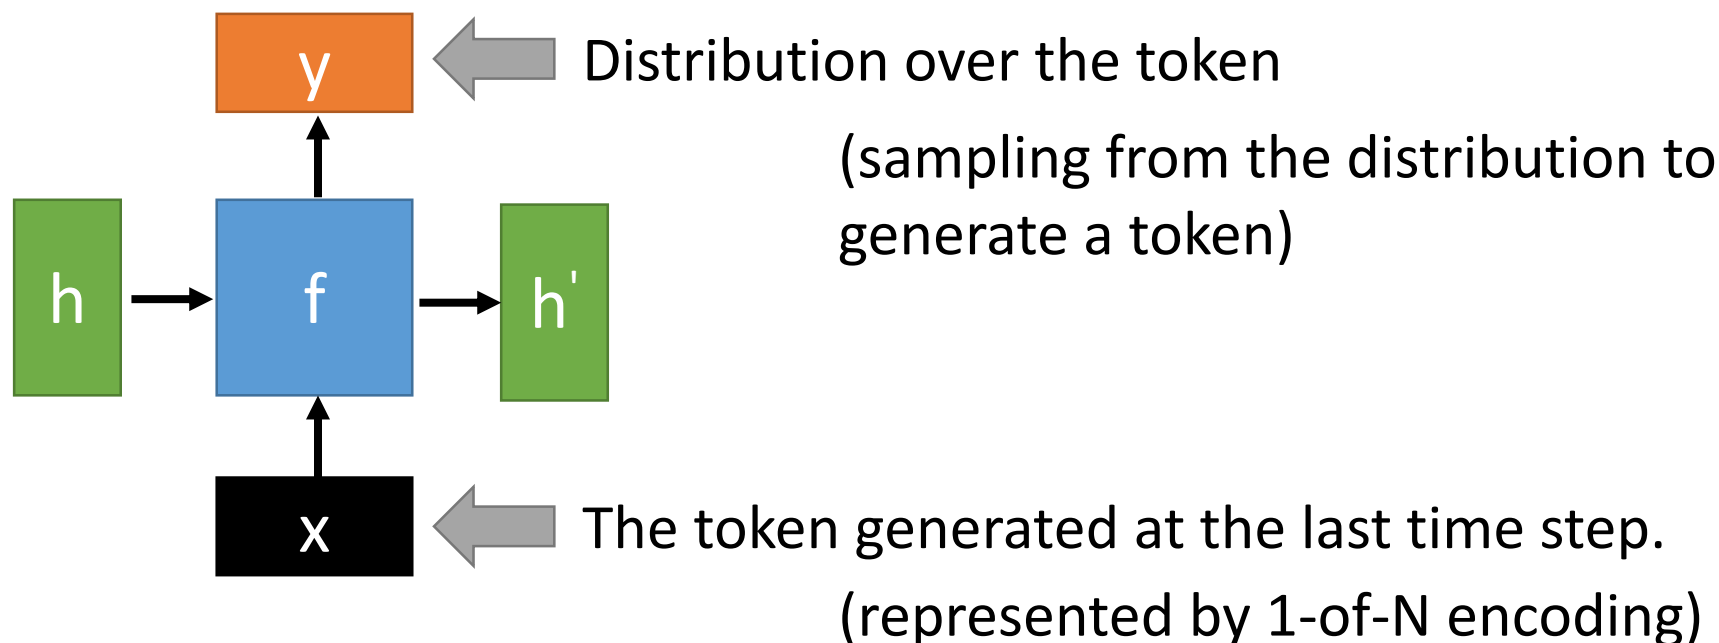 y
Distribution over the token
(sampling from the distribution to
generate a token)
h
f
h'
x
The token generated at the last time step.
(represented by 1-of-N encoding)